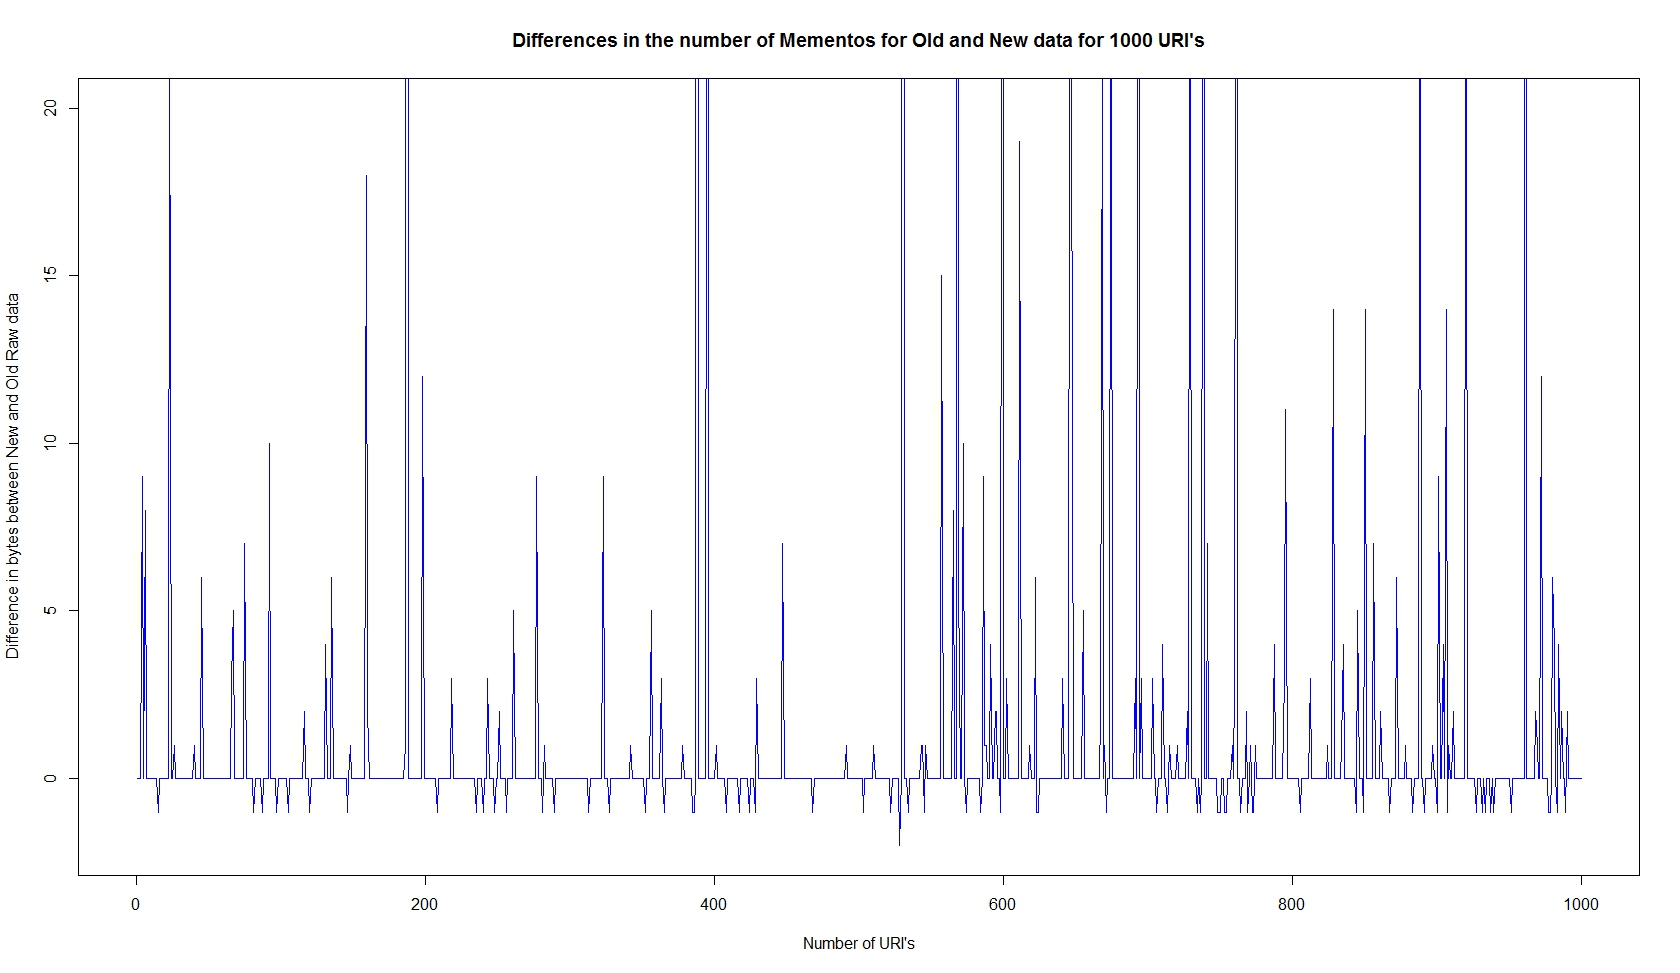 Differences in the number of Mementos for Old and New data for 1000 URI's
Difference in bytes between New and Old Raw data
20
15
10
5
0
0 200 400 600 800 1000
Number of URI's